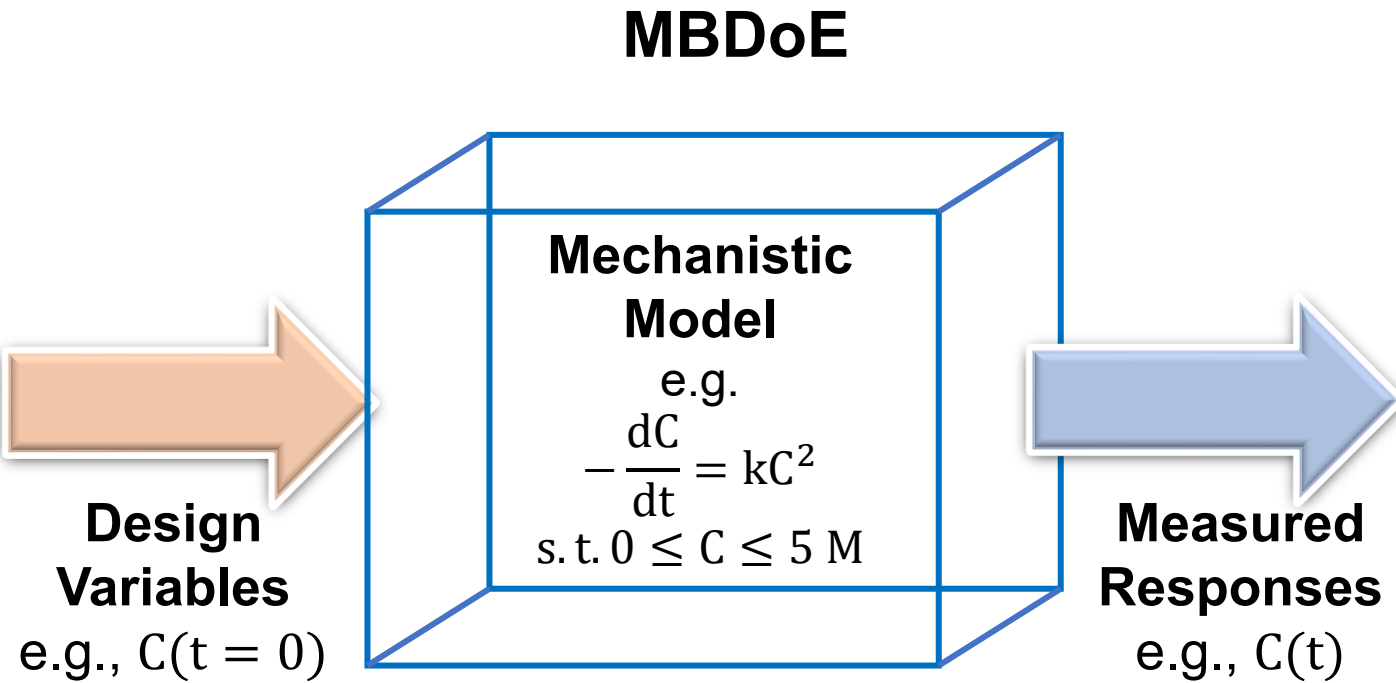 MBDoE
Mechanistic
Model
e.g.
−dC/dt = kC²
s. t. 0 ≤ C ≤ 5 M
Design
Variables
e.g., C(t = 0)
Measured
Responses
e.g., C(t)